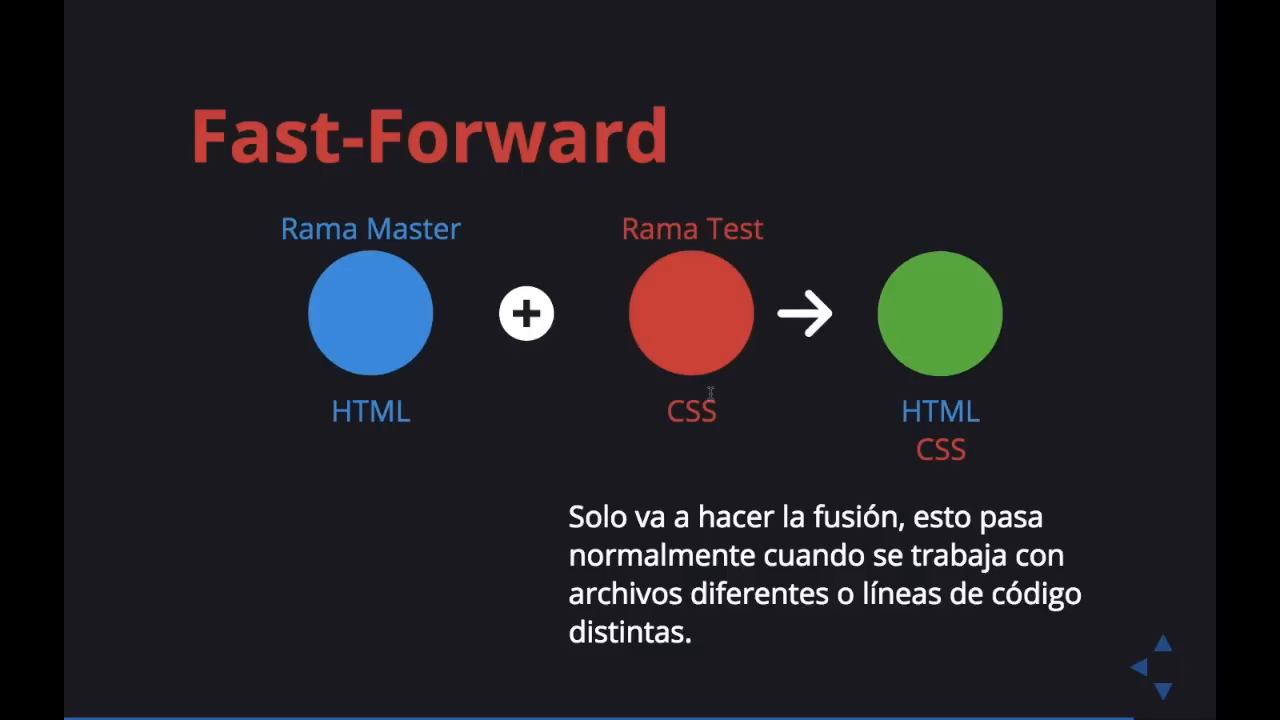 Fast-Forward
Rama Master
Rama Test
HTML
CSS
HTML
CSS
Solo va a hacer la fusión, esto pasa
normalmente cuando se trabaja con
archivos diferentes o líneas de código
distintas.